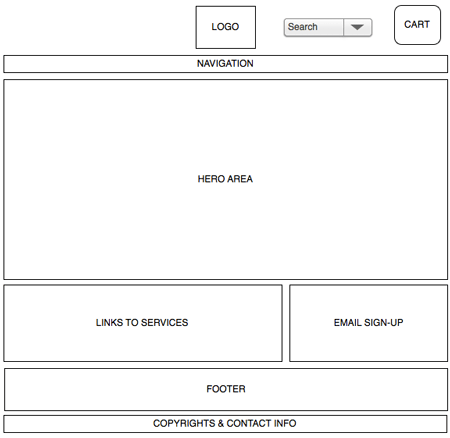 LOGO
Search
CART
NAVIGATION
HERO AREA
LINKS TO SERVICES
EMAIL SIGN-UP
FOOTER
COPYRIGHTS & CONTACT INFO